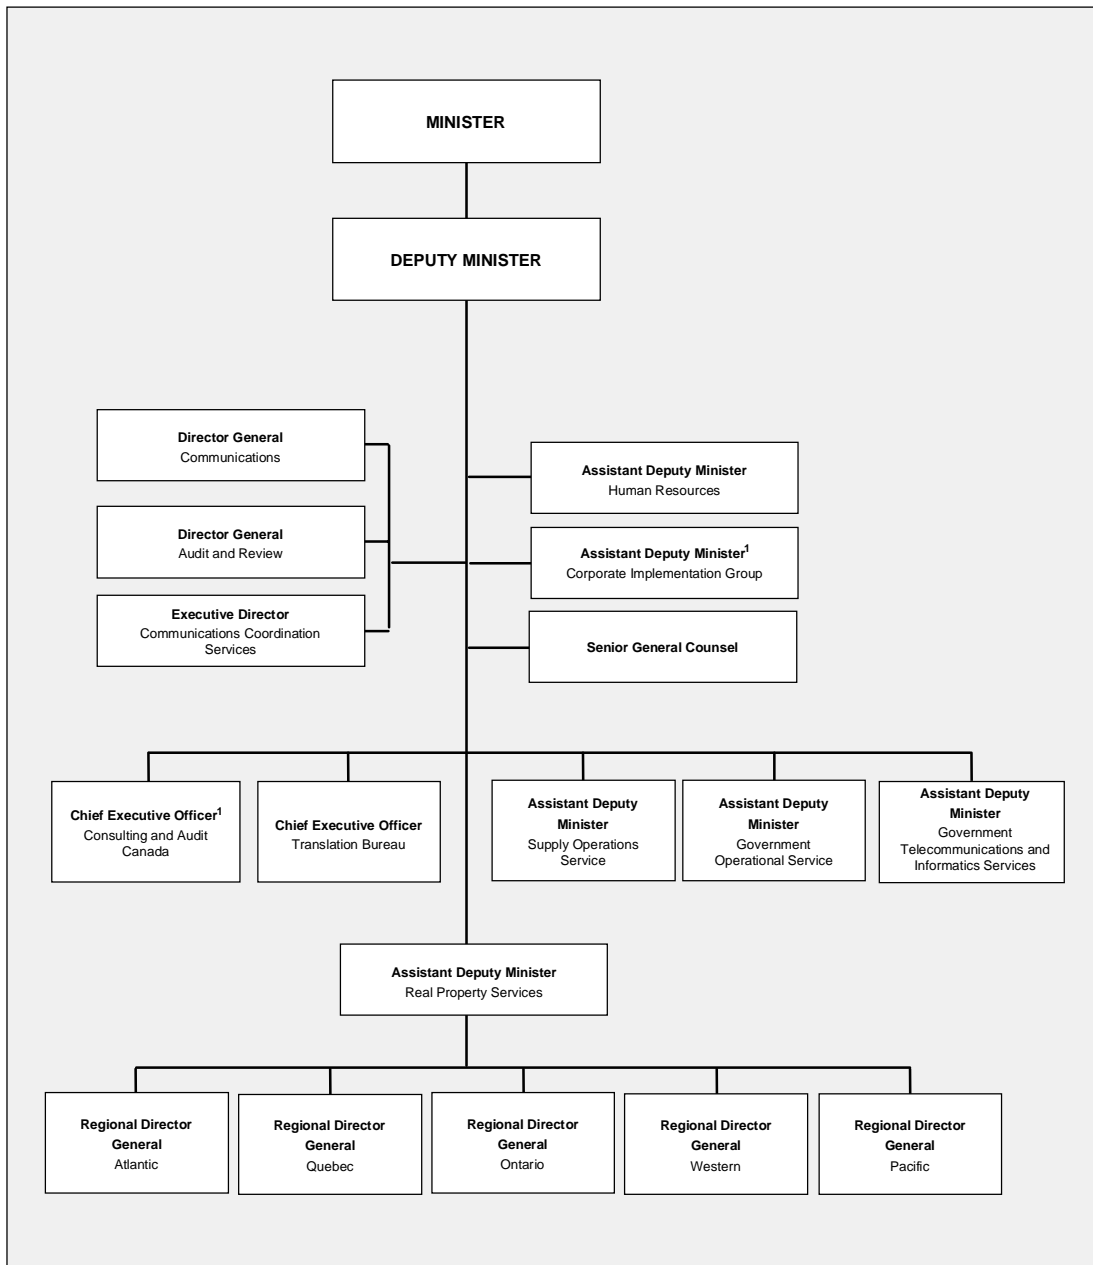 MINISTER
DEPUTY MINISTER
Director General
Communications
Director General
Audit and Review
Executive Director
Communications Coordination
Services
Assistant Deputy Minister
Human Resources
Assistant Deputy Minister¹
Corporate Implementation Group
Senior General Counsel
Chief Executive Officer¹
Consulting and Audit
Canada
Chief Executive Officer
Translation Bureau
Assistant Deputy
Minister
Supply Operations
Service
Assistant Deputy
Minister
Government
Operational Service
Assistant Deputy
Minister
Government
Telecommunications and
Informatics Services
Assistant Deputy Minister
Real Property Services
Regional Director
General
Atlantic
Regional Director
General
Quebec
Regional Director
General
Ontario
Regional Director
General
Western
Regional Director
General
Pacific